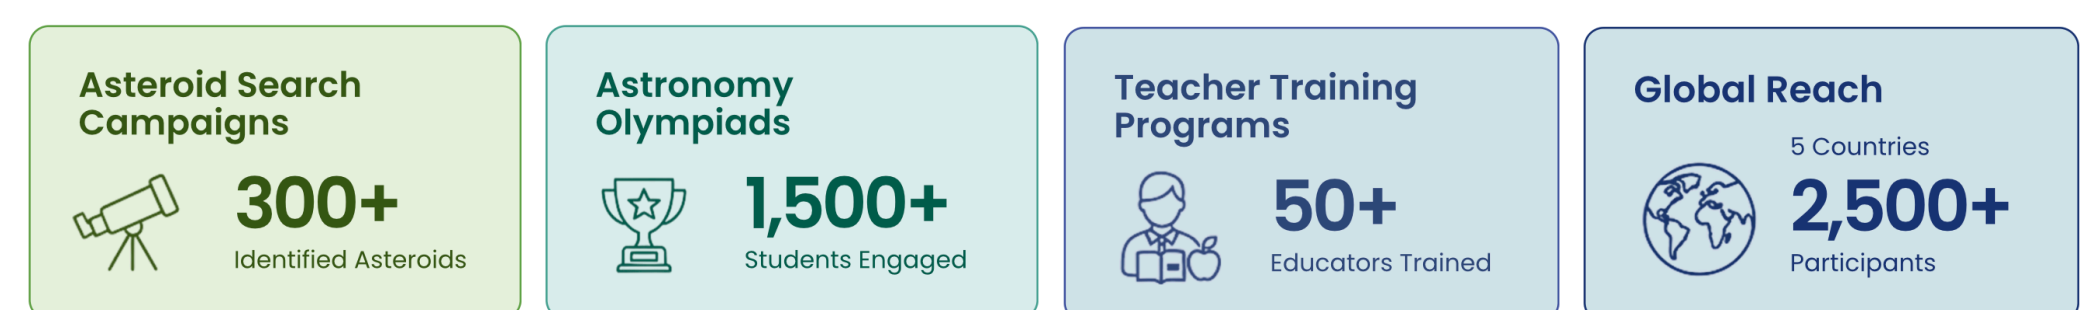 Asteroid Search
Campaigns
300+
Identified Asteroids
Astronomy
Olympiads
1,500+
Students Engaged
Teacher Training
Programs
50+
Educators Trained
Global Reach
5 Countries
2,500+
Participants